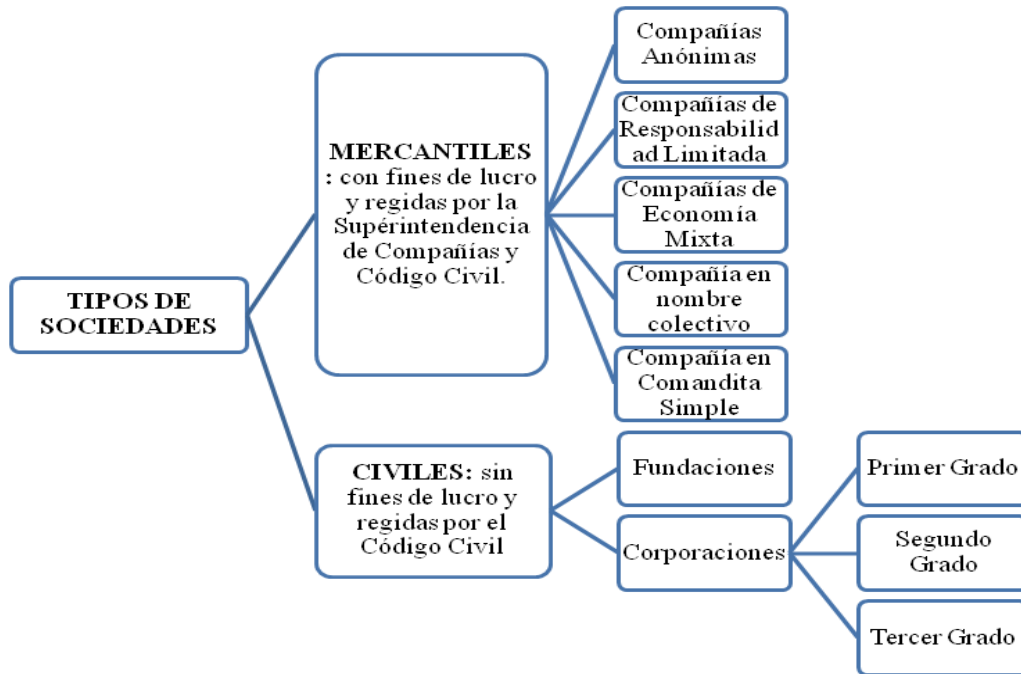 TIPOS DE
SOCIEDADES
MERCANTILES
: con fines de lucro
y regidas por la
Supérintendencia
de Compañías y
Código Civil.
Compañías
Anónimas
Compañías de
Responsabilid
ad Limitada
Compañías de
Economía
Mixta
Compañía en
nombre
colectivo
Compañía en
Comandita
Simple
CIVILES: sin
fines de lucro y
regidas por el
Código Civil
Fundaciones
Corporaciones
Primer Grado
Segundo
Grado
Tercer Grado